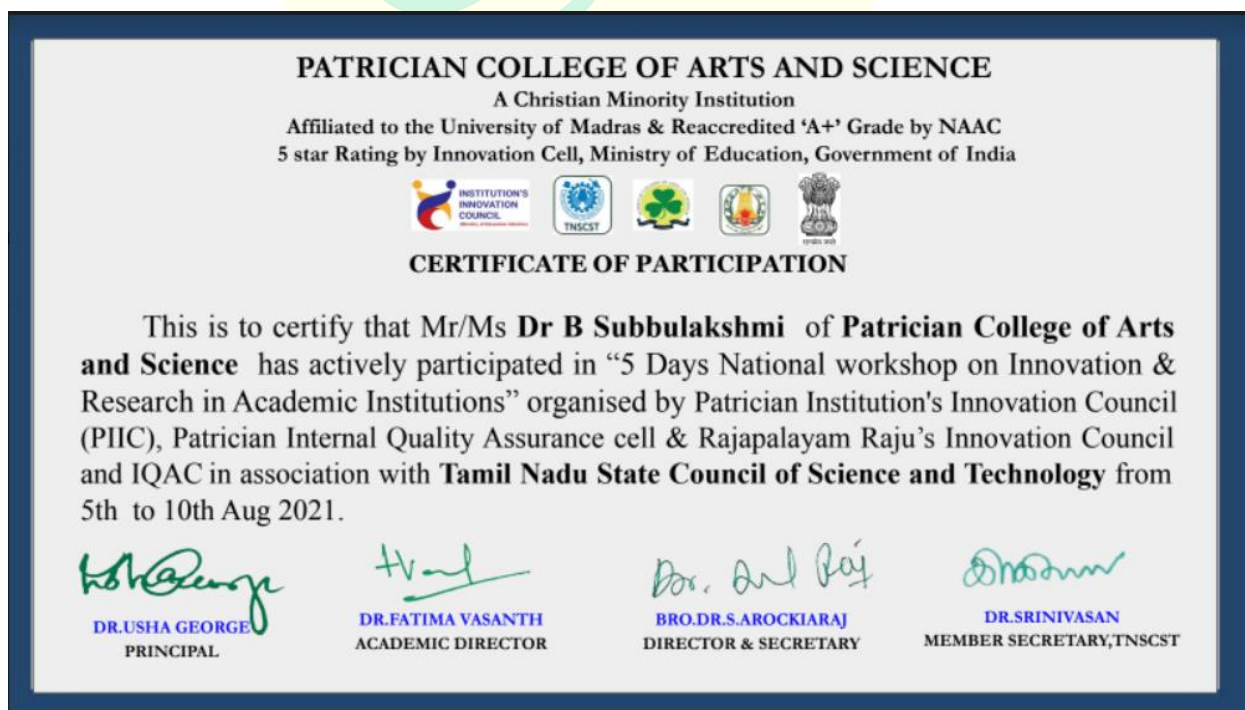 PATRICIAN COLLEGE OF ARTS AND SCIENCE
A Christian Minority Institution
Affiliated to the University of Madras & Reaccredited ‘A+’ Grade by NAAC
5 star Rating by Innovation Cell, Ministry of Education, Government of India
INSTITUTION'S
INNOVATION
COUNCIL
TNSCST
CERTIFICATE OF PARTICIPATION
This is to certify that Mr/Ms Dr B Subbulakshmi of Patrician College of Arts
and Science has actively participated in “5 Days National workshop on Innovation &
Research in Academic Institutions” organised by Patrician Institution's Innovation Council
(PIIC), Patrician Internal Quality Assurance cell & Rajapalayam Raju’s Innovation Council
and IQAC in association with Tamil Nadu State Council of Science and Technology from
5th to 10th Aug 2021.
DR.USHA GEORGE
PRINCIPAL
DR.FATIMA VASANTH
ACADEMIC DIRECTOR
BRO.DR.S.AROCKIARAJ
DIRECTOR & SECRETARY
DR.SRINIVASAN
MEMBER SECRETARY,TNSCST